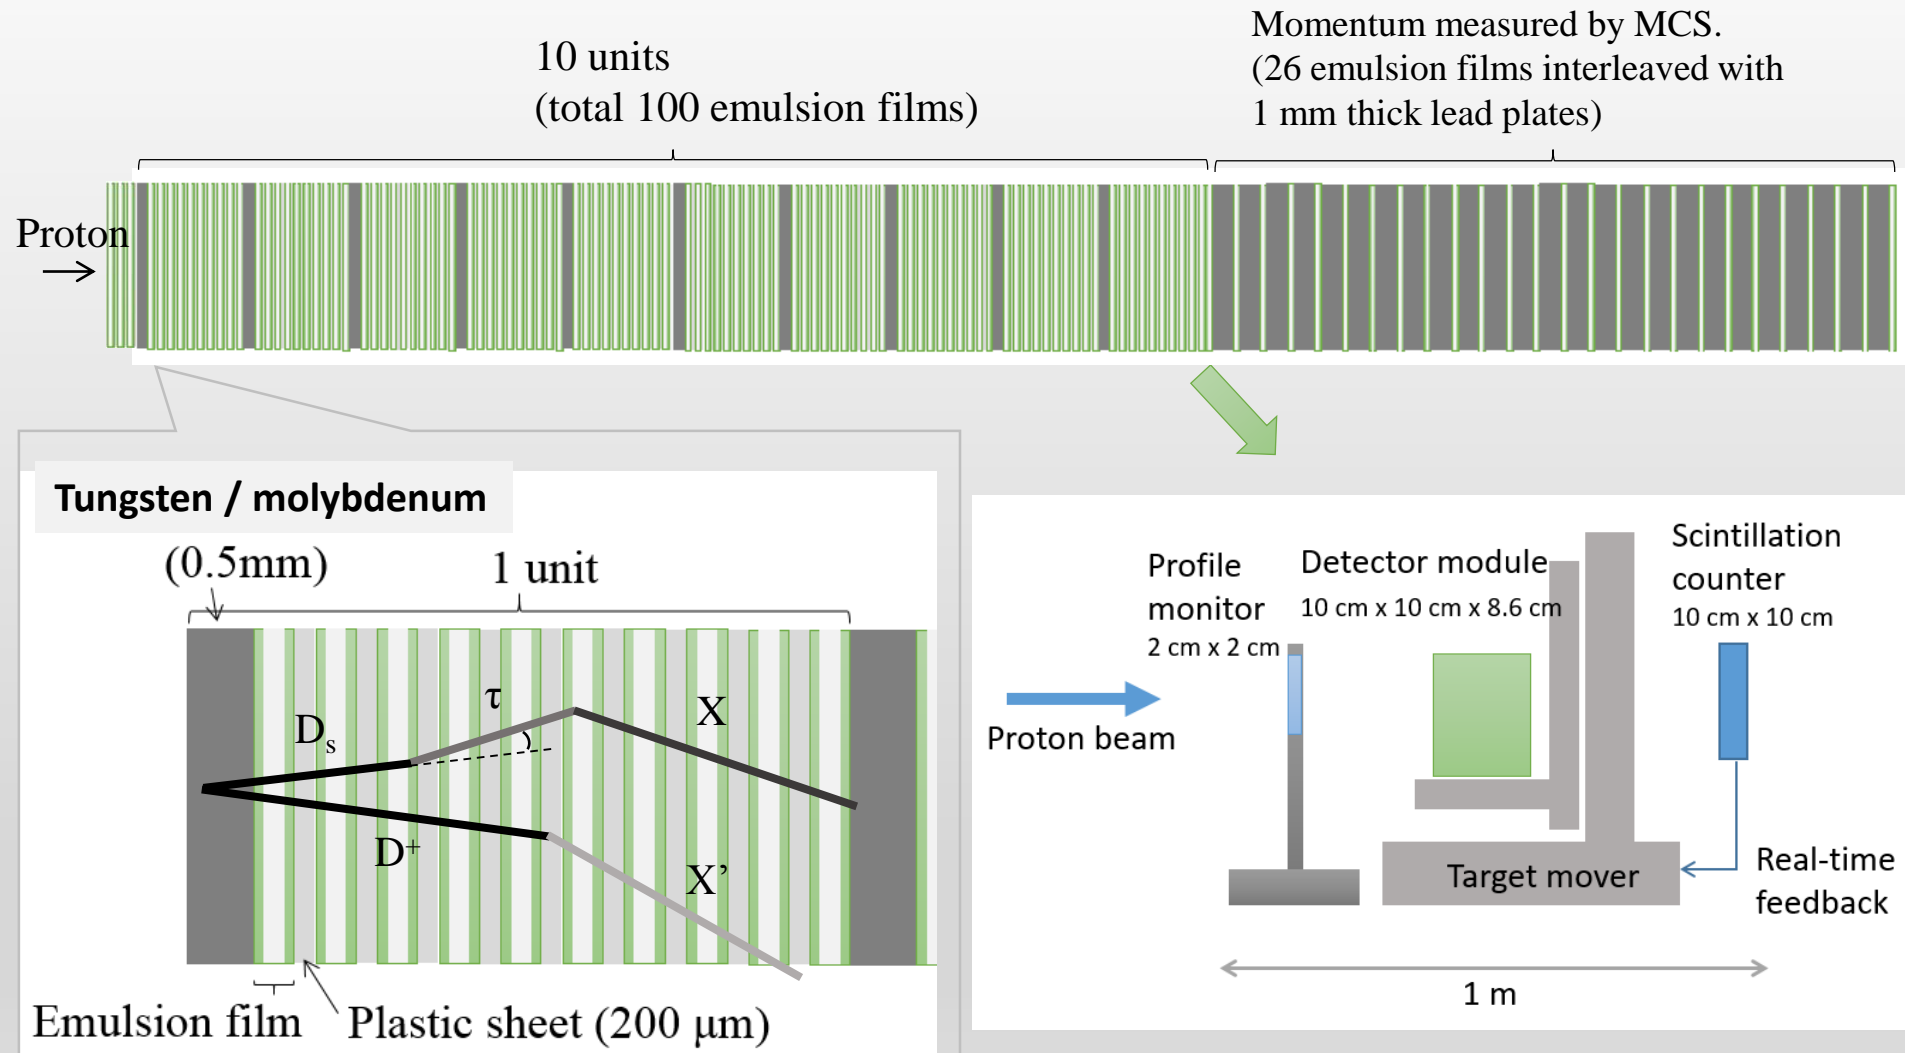 10 units
(total 100 emulsion films)
Momentum measured by MCS.
(26 emulsion films interleaved with
1 mm thick lead plates)
Proton
Tungsten / molybdenum
(0.5mm)
1 unit
τ
X
Ds
D+
X’
Emulsion film
Plastic sheet (200 μm)
Profile
monitor
2 cm x 2 cm
Detector module
10 cm x 10 cm x 8.6 cm
Scintillation
counter
10 cm x 10 cm
Proton beam
Target mover
Real-time
feedback
1 m